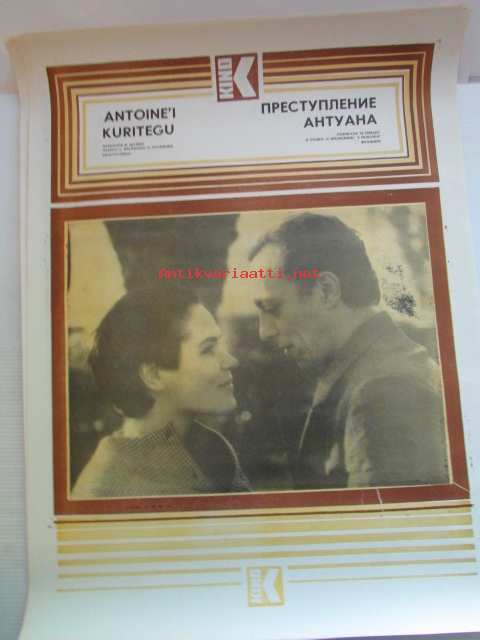 KINO
ANTOINE'I
KURITEGU
ПРЕСТУПЛЕНИЕ
АНТУАНА
Antikvariaatti.net
KINO